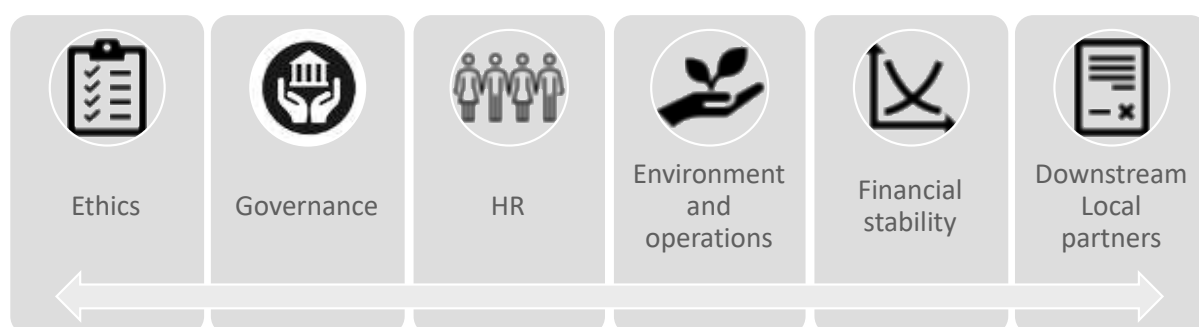 Ethics
Governance
HR
Environment
and
operations
Financial
stability
Downstream
Local
partners